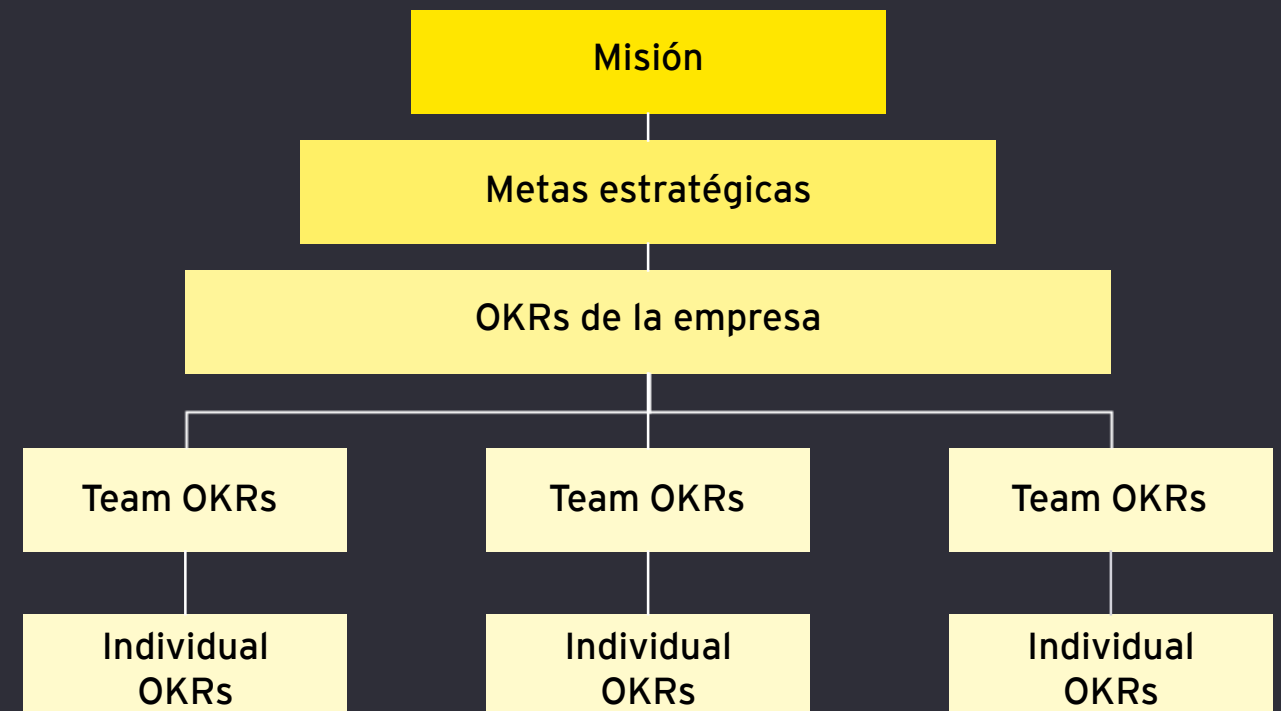 Misión
Metas estratégicas
OKRs de la empresa
Team OKRs
Team OKRs
Team OKRs
Individual
OKRs
Individual
OKRs
Individual
OKRs